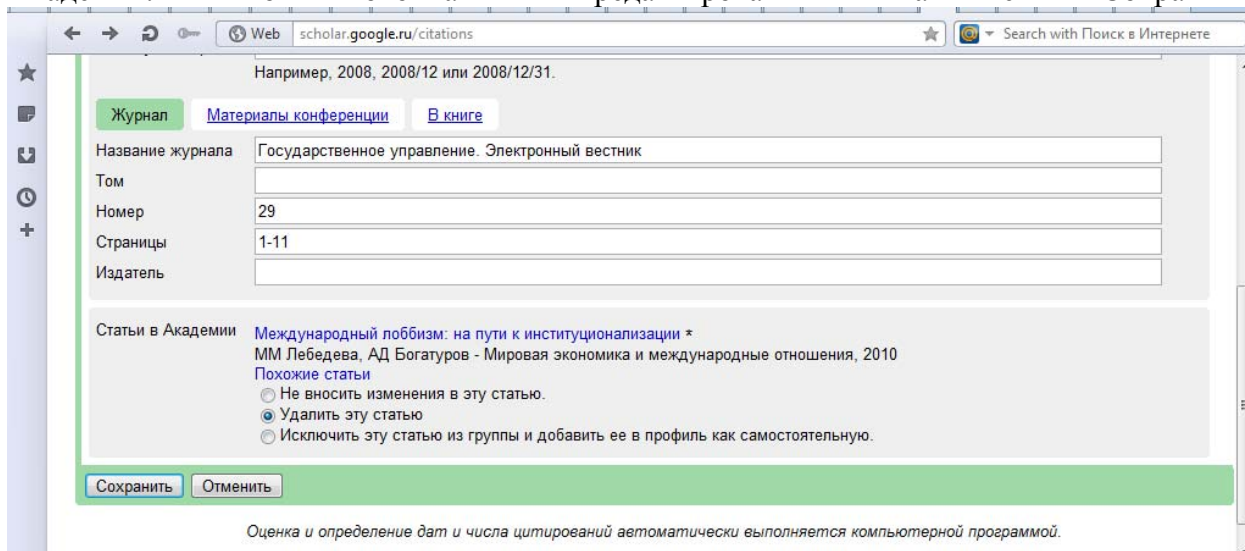 Web scholar.google.ru/citations Search with Поиск в Интернете
Например, 2008, 2008/12 или 2008/12/31.
Журнал Материалы конференции В книге
Название журнала Государственное управление. Электронный вестник
Том
Номер 29
Страницы 1-11
Издатель
Статьи в Академии Международный лоббизм: на пути к институционализации *
ММ Лебедева, АД Богатуров - Мировая экономика и международные отношения, 2010
Похожие статьи
Не вносить изменения в эту статью.
Удалить эту статью
Исключить эту статью из группы и добавить ее в профиль как самостоятельную.
Сохранить Отменить
Оценка и определение дат и числа цитирований автоматически выполняется компьютерной программой.